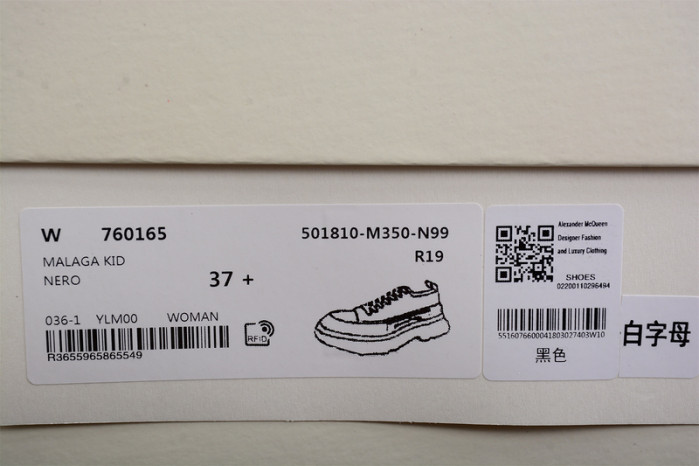 W 760165 501810-M350-N99
R19
MALAGA KID
NERO 37 +
036-1 YLM00 WOMAN
R3655965865549
RFID
Alexander McQueen
Designer Fashion
and Luxury Clothing
SHOES
02200110296494
5516076600041803027403W10
黑色
白字母